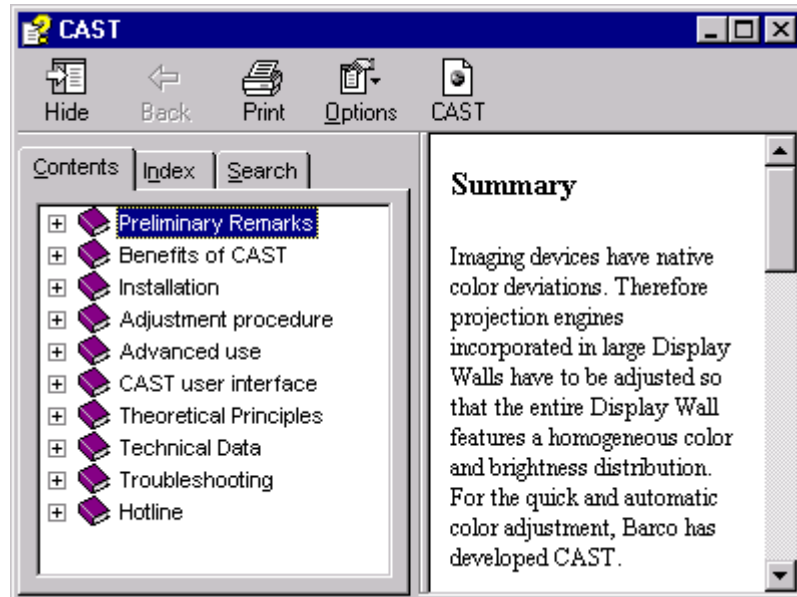 CAST
Hide Back Print Options CAST
Contents Index Search
Preliminary Remarks
Benefits of CAST
Installation
Adjustment procedure
Advanced use
CAST user interface
Theoretical Principles
Technical Data
Troubleshooting
Hotline
Summary
Imaging devices have native
color deviations. Therefore
projection engines
incorporated in large Display
Walls have to be adjusted so
that the entire Display Wall
features a homogeneous color
and brightness distribution.
For the quick and automatic
color adjustment, Barco has
developed CAST.